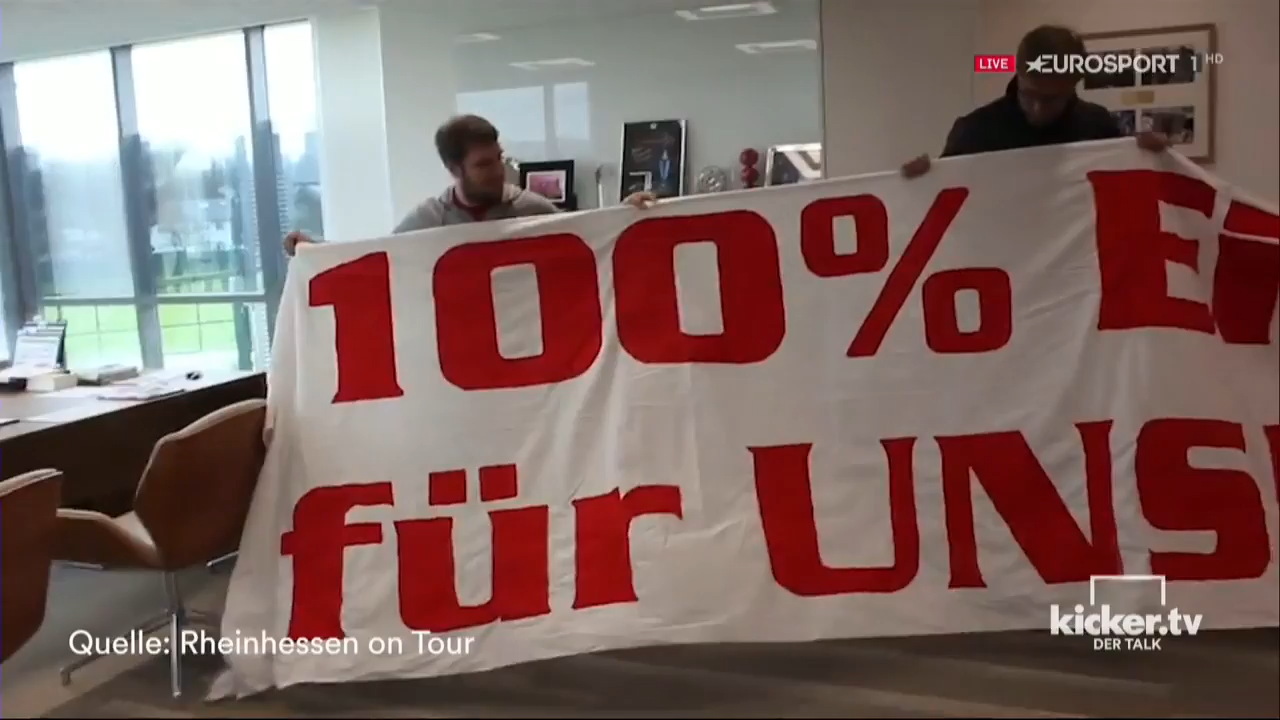 LIVE EUROSPORT 1 HD
100%
für UNS
Quelle: Rheinhessen on Tour
kicker.tv
DER TALK